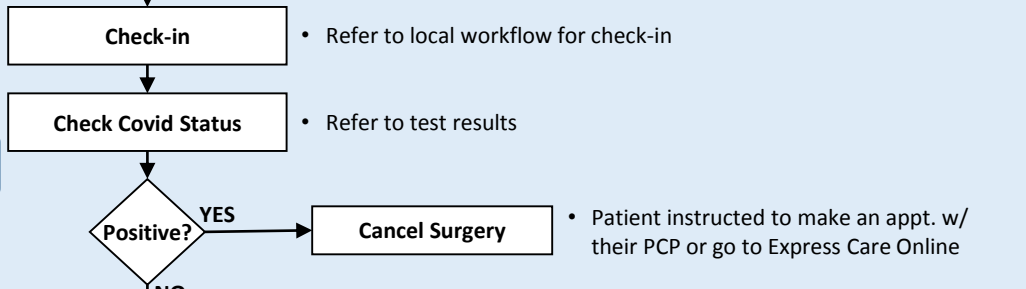 Check-in
• Refer to local workflow for check-in
Check Covid Status
• Refer to test results
Positive?
YES
Cancel Surgery
• Patient instructed to make an appt. w/
their PCP or go to Express Care Online
NO